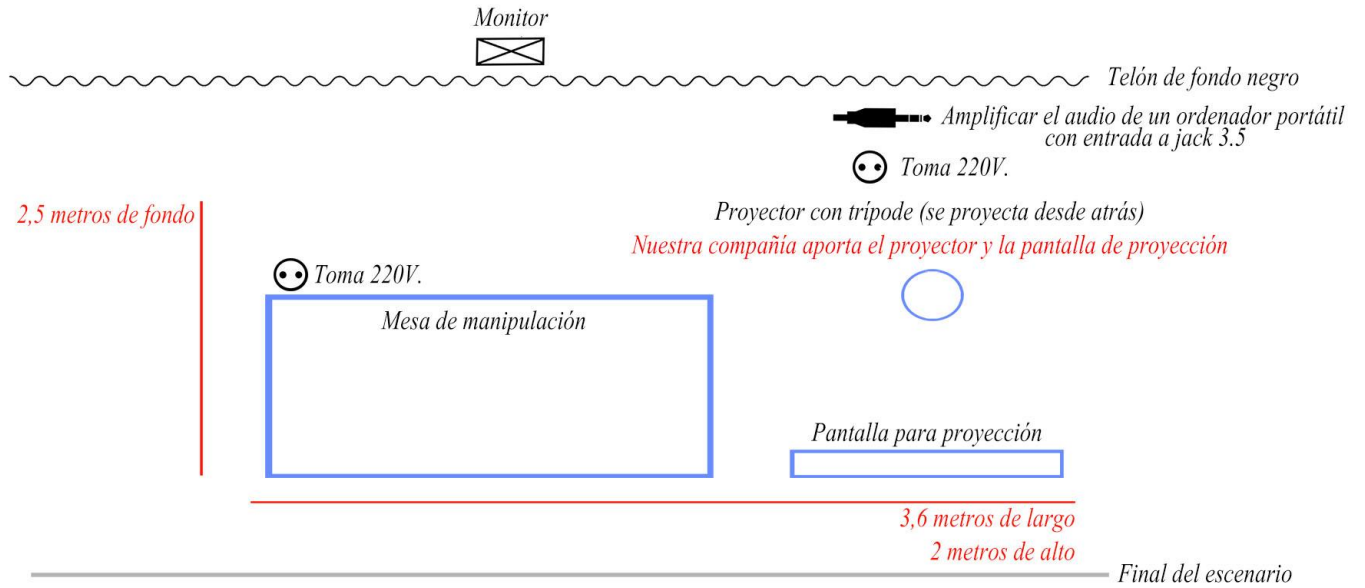 Monitor
Telón de fondo negro
Amplificar el audio de un ordenador portátil
con entrada a jack 3.5
Toma 220V.
2,5 metros de fondo
Proyector con trípode (se proyecta desde atrás)
Nuestra compañía aporta el proyector y la pantalla de proyección
Toma 220V.
Mesa de manipulación
Pantalla para proyección
3,6 metros de largo
2 metros de alto
Final del escenario